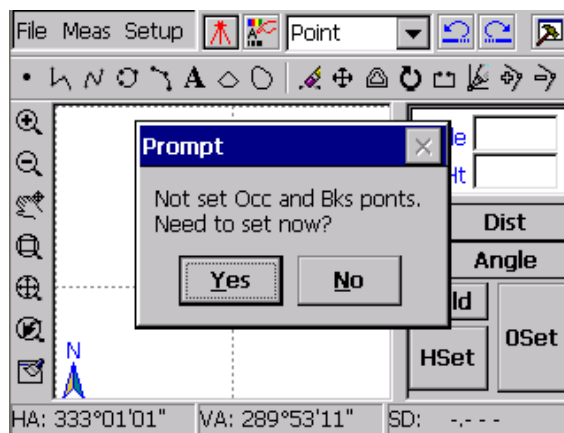 File Meas Setup Point
A
Prompt
Not set Occ and Bks ponts.
Need to set now?
Yes No
Dist
Angle
HSet 0Set
N
HA: 333°01'01" VA: 289°53'11" SD: -.---